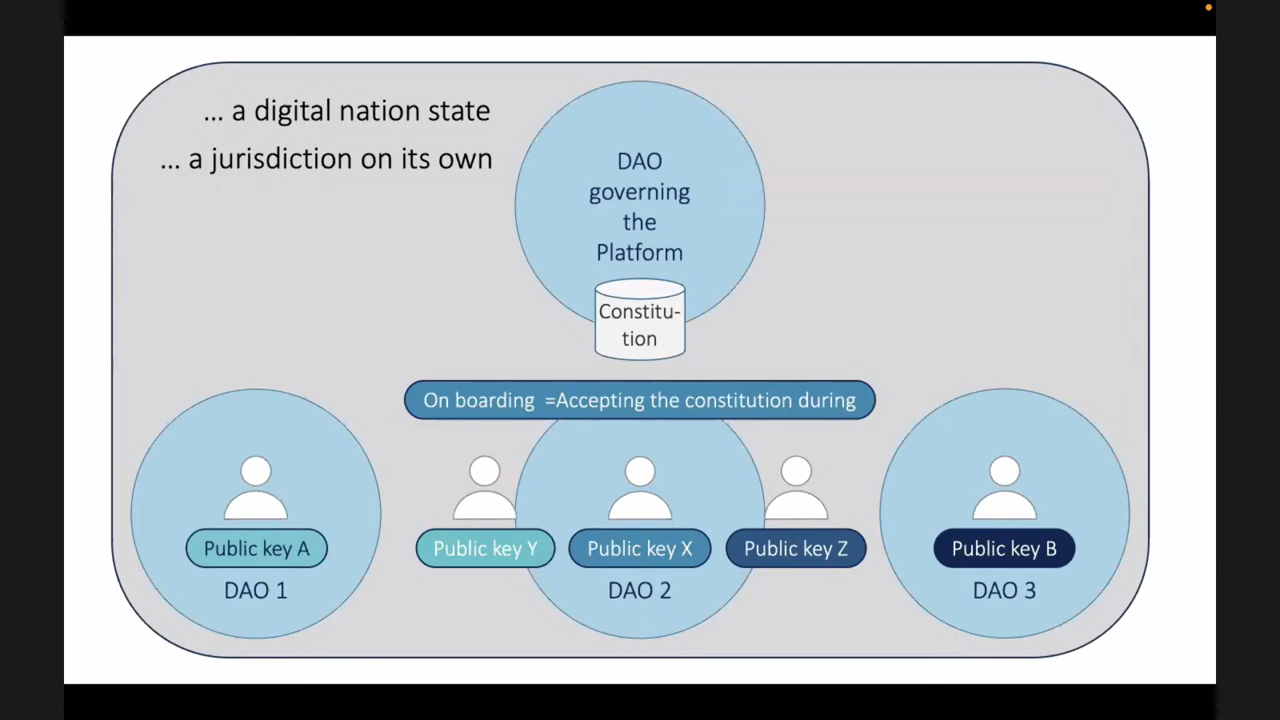 ... a digital nation state
... a jurisdiction on its own
DAO
governing
the
Platform
Constitu-
tion
On boarding =Accepting the constitution during
Public key A
Public key Y
Public key X
Public key Z
Public key B
DAO 1
DAO 2
DAO 3